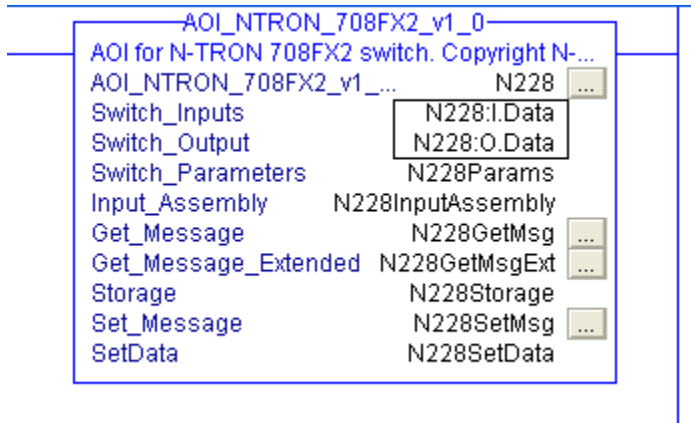 AOI_NTRON_708FX2_v1_0
AOI for N-TRON 708FX2 switch. Copyright N-...
AOI_NTRON_708FX2_v1_... N228 ...
Switch_Inputs N228:I.Data
Switch_Output N228:O.Data
Switch_Parameters N228Params
Input_Assembly N228InputAssembly
Get_Message N228GetMsg ...
Get_Message_Extended N228GetMsgExt ...
Storage N228Storage
Set_Message N228SetMsg ...
SetData N228SetData